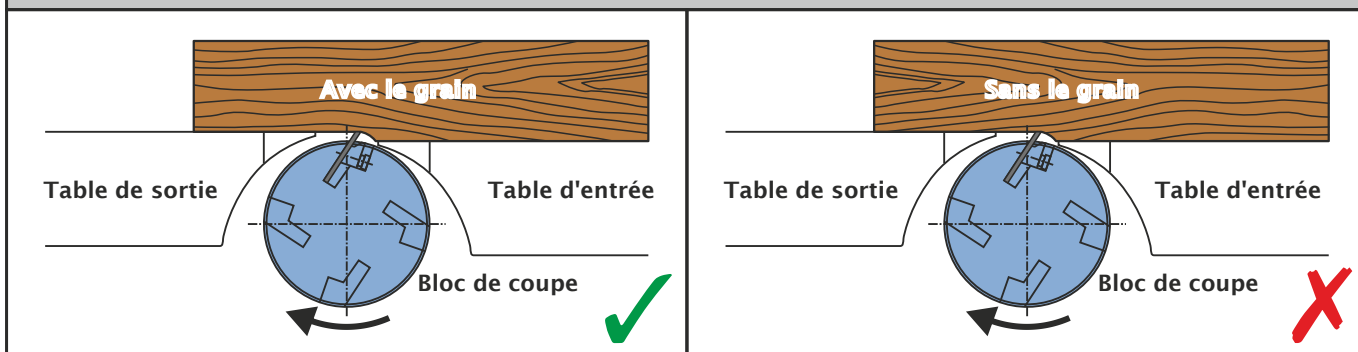 Avec le grain
Table de sortie
Table d'entrée
Bloc de coupe
Sans le grain
Table de sortie
Table d'entrée
Bloc de coupe